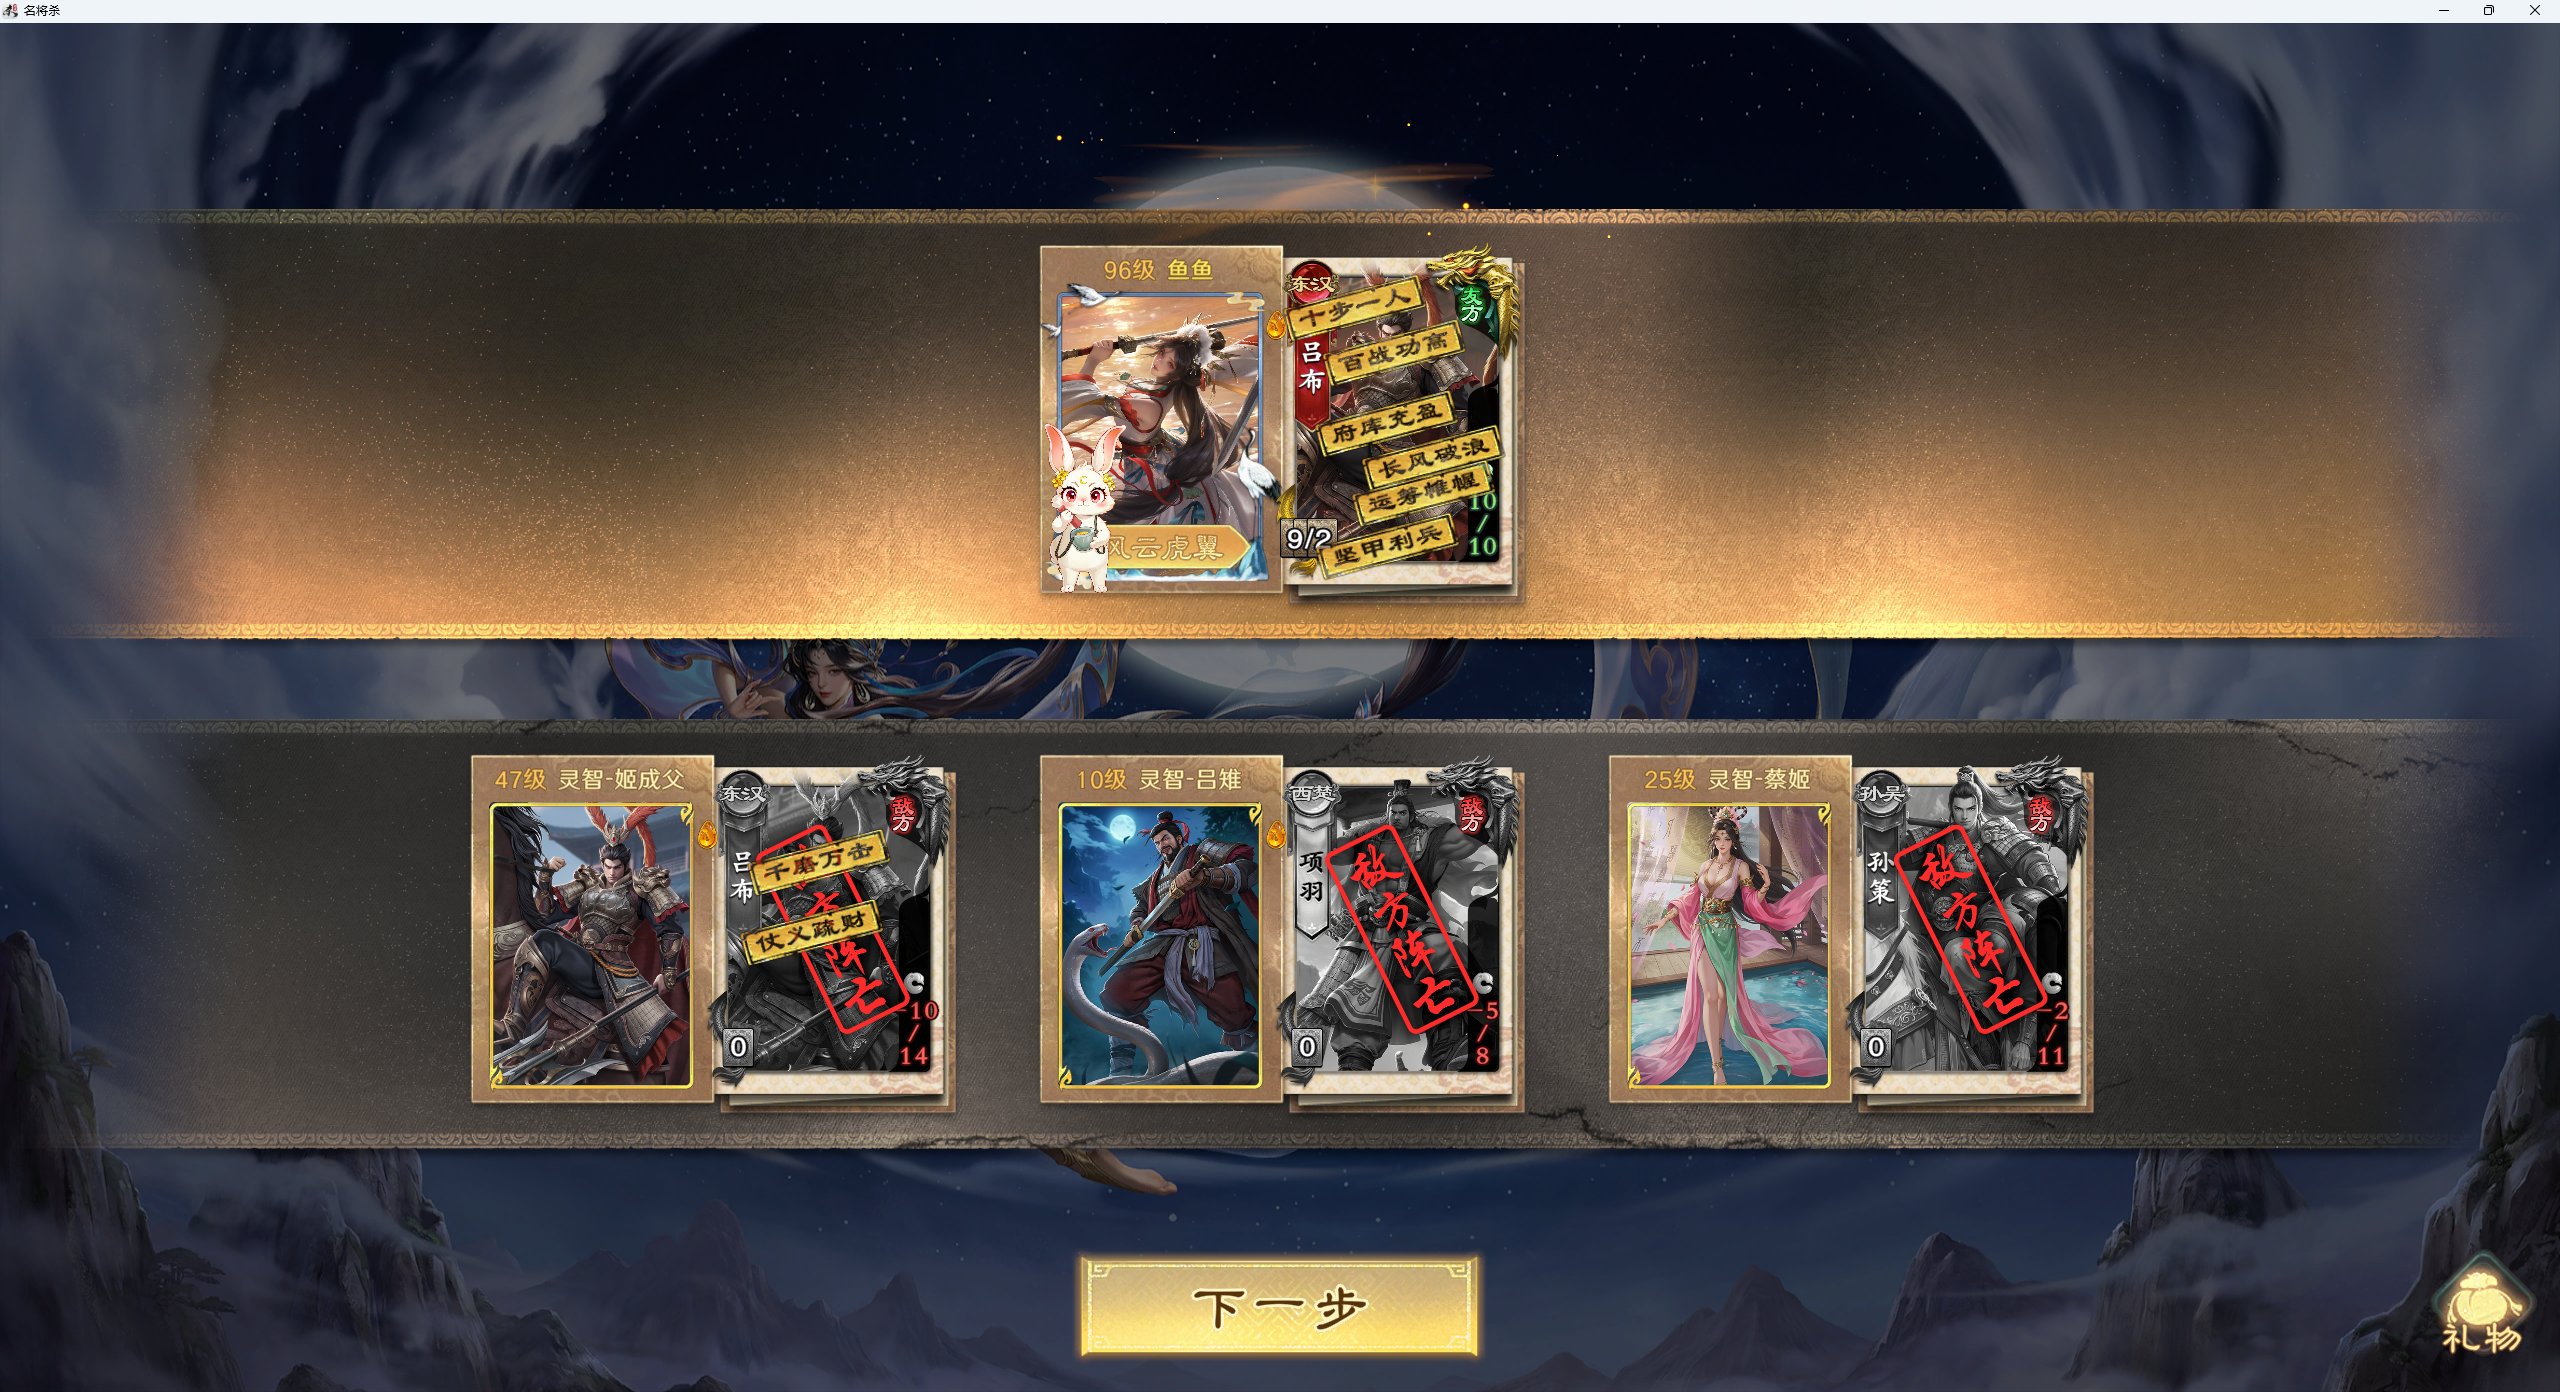 名将杀
96级 鱼鱼
风云虎翼
东汉
吕布
友方
十步一人
百战功高
府库充盈
长风破浪
运筹帷幄
坚甲利兵
9/?
10
/
10
47级 灵智-姬成父
东汉
吕布
敌方
千磨万击
仗义疏财
阵亡
0
-10
/
14
10级 灵智-吕雉
西楚
项羽
敌方
敌方阵亡
0
-5
/
8
25级 灵智-蔡姬
孙吴
孙策
敌方
敌方阵亡
0
-2
/
11
下一步
礼物